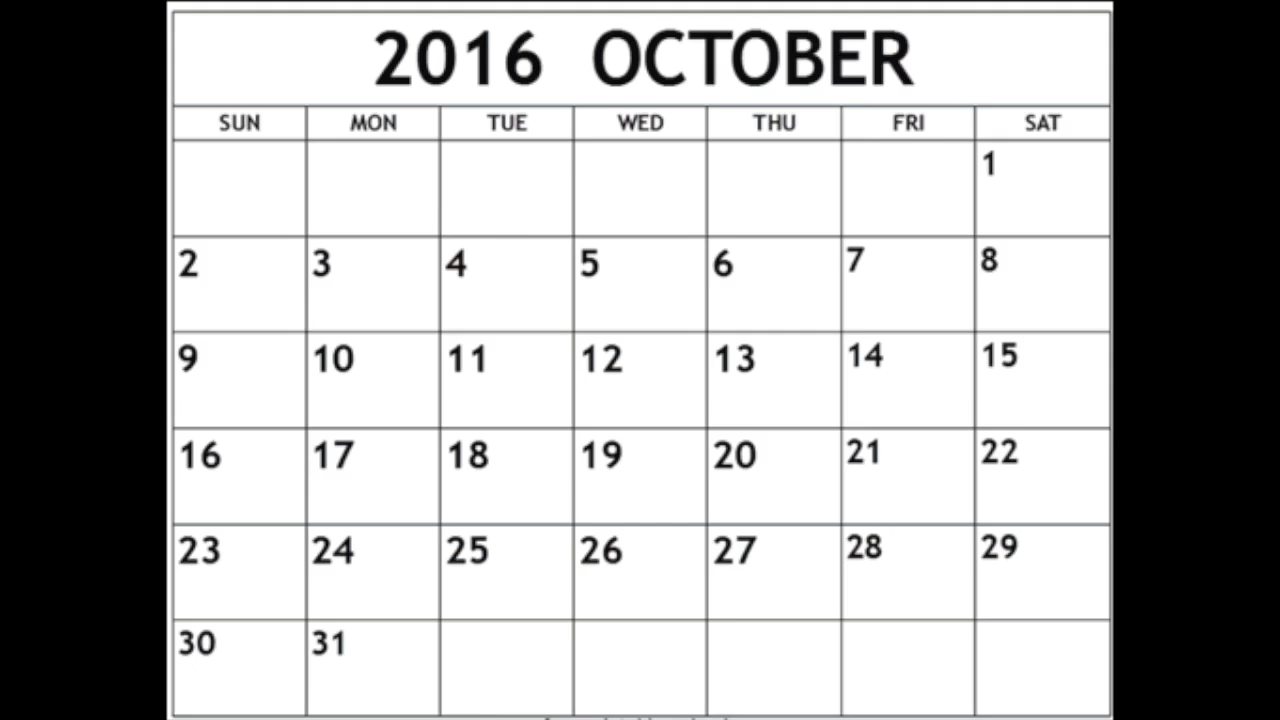 2016 OCTOBER
SUN MON TUE WED THU FRI SAT
1
2 3 4 5 6 7 8
9 10 11 12 13 14 15
16 17 18 19 20 21 22
23 24 25 26 27 28 29
30 31